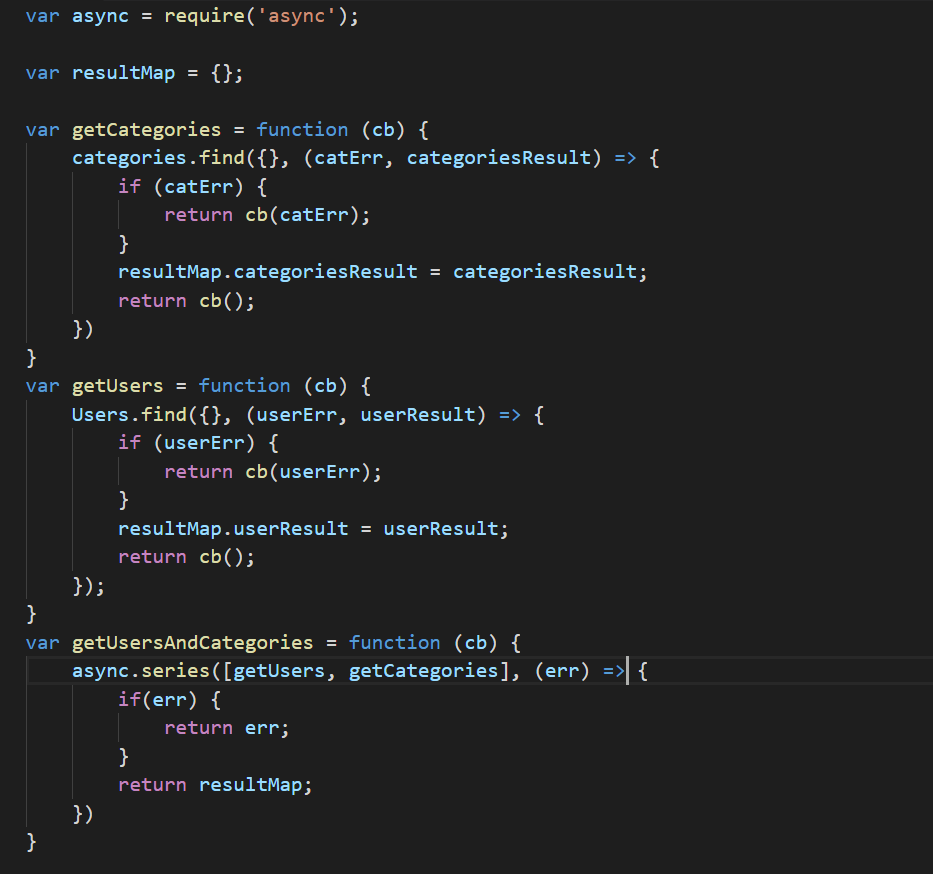 var async = require('async');
var resultMap = {};
var getCategories = function (cb) {
categories.find({}, (catErr, categoriesResult) => {
if (catErr) {
return cb(catErr);
}
resultMap.categoriesResult = categoriesResult;
return cb();
})
}
var getUsers = function (cb) {
Users.find({}, (userErr, userResult) => {
if (userErr) {
return cb(userErr);
}
resultMap.userResult = userResult;
return cb();
});
}
var getUsersAndCategories = function (cb) {
async.series([getUsers, getCategories], (err) => {
if(err) {
return err;
}
return resultMap;
})
}